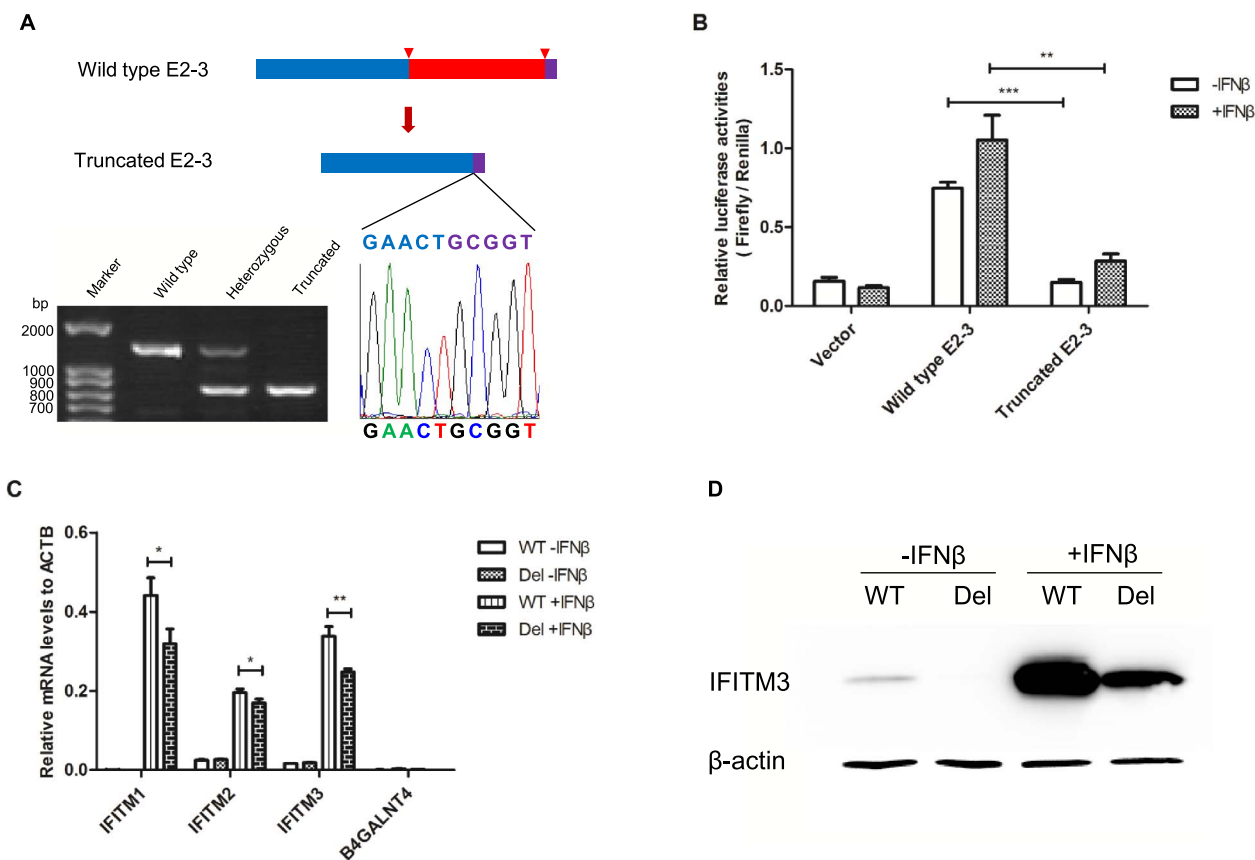 A
Wild type E2-3
Truncated E2-3
GAACTGCGGT
Marker
Wild type
Heterozygous
Truncated
bp
2000
1000
900
800
700
GAACTGCGGT
B
Relative luciferase activities
( Firefly / Renilla)
1.5
1.0
0.5
0.0
**
***
-IFNβ
+IFNβ
Vector
Wild type E2-3
Truncated E2-3
C
Relative mRNA levels to ACTB
0.6
0.4
0.2
0.0
*
*
**
WT -IFNβ
Del -IFNβ
WT +IFNβ
Del +IFNβ
IFITM1
IFITM2
IFITM3
B4GALNT4
D
-IFNβ +IFNβ
WT Del WT Del
IFITM3
β-actin